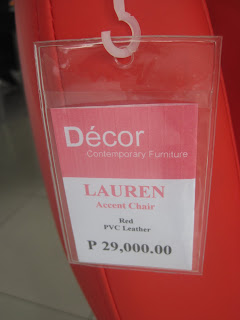 Décor
Contemporary Furniture
LAUREN
Accent Chair
Red
PVC Leather
P 29,000.00